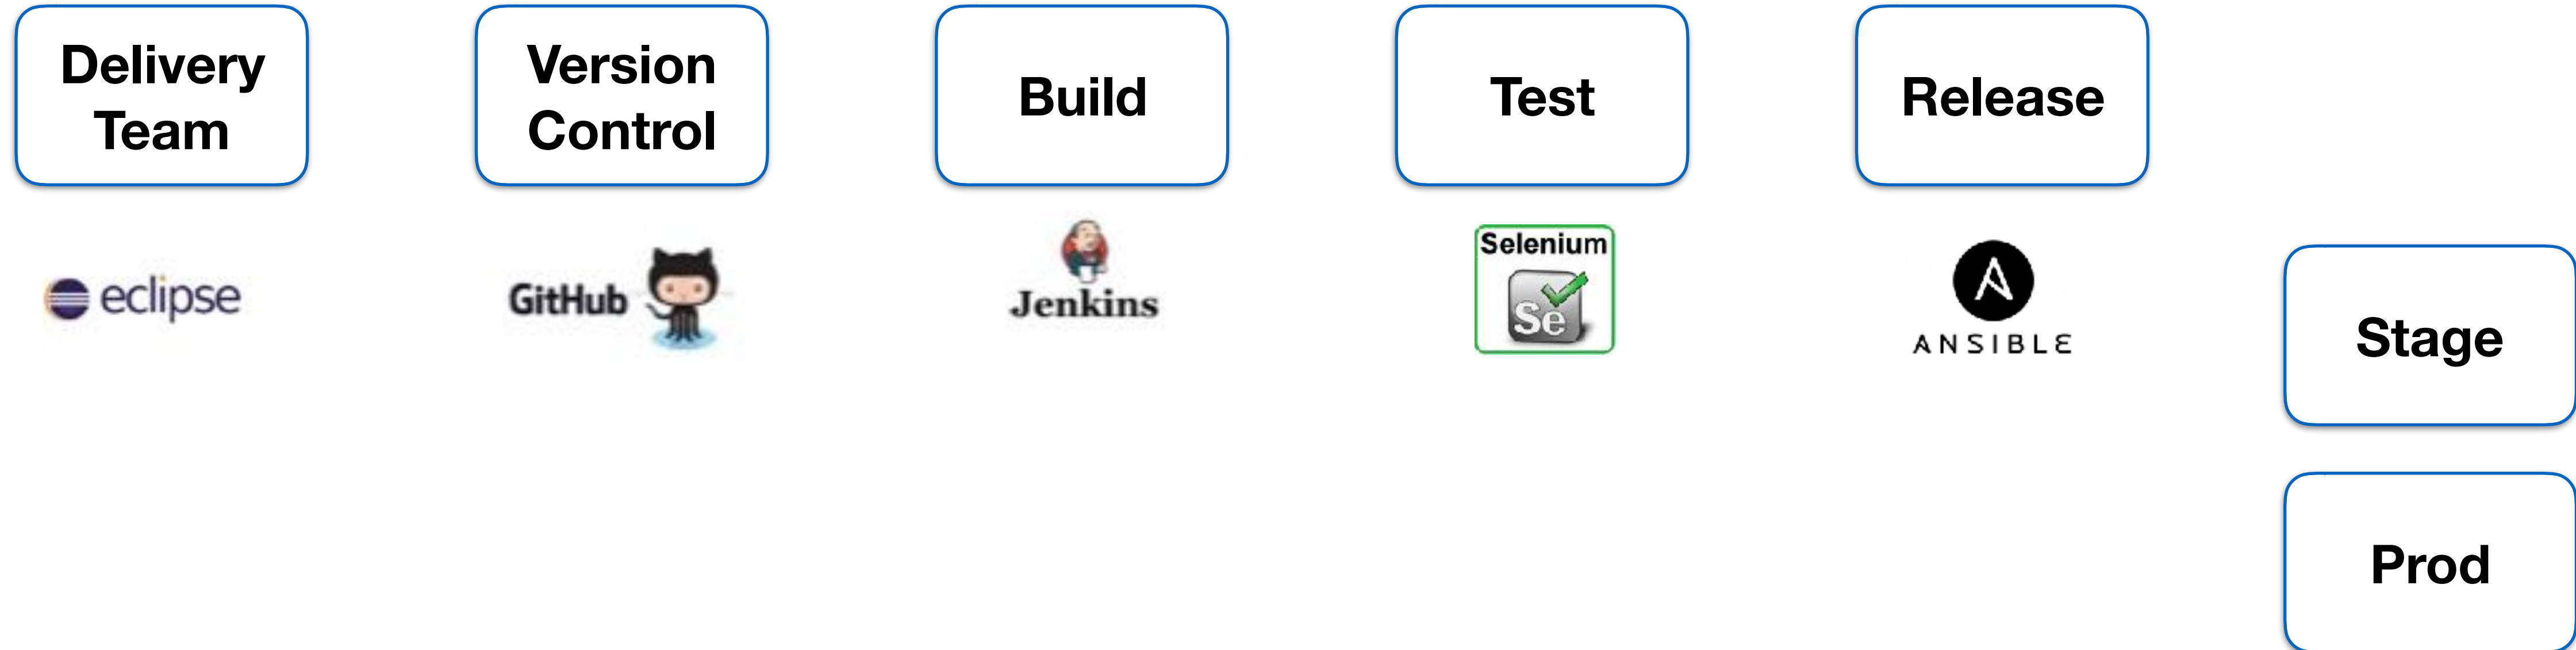 Delivery
Team
Version
Control
Build
Test
Release
eclipse
GitHub
Jenkins
Selenium
Se
A
ANSIBLE
Stage
Prod